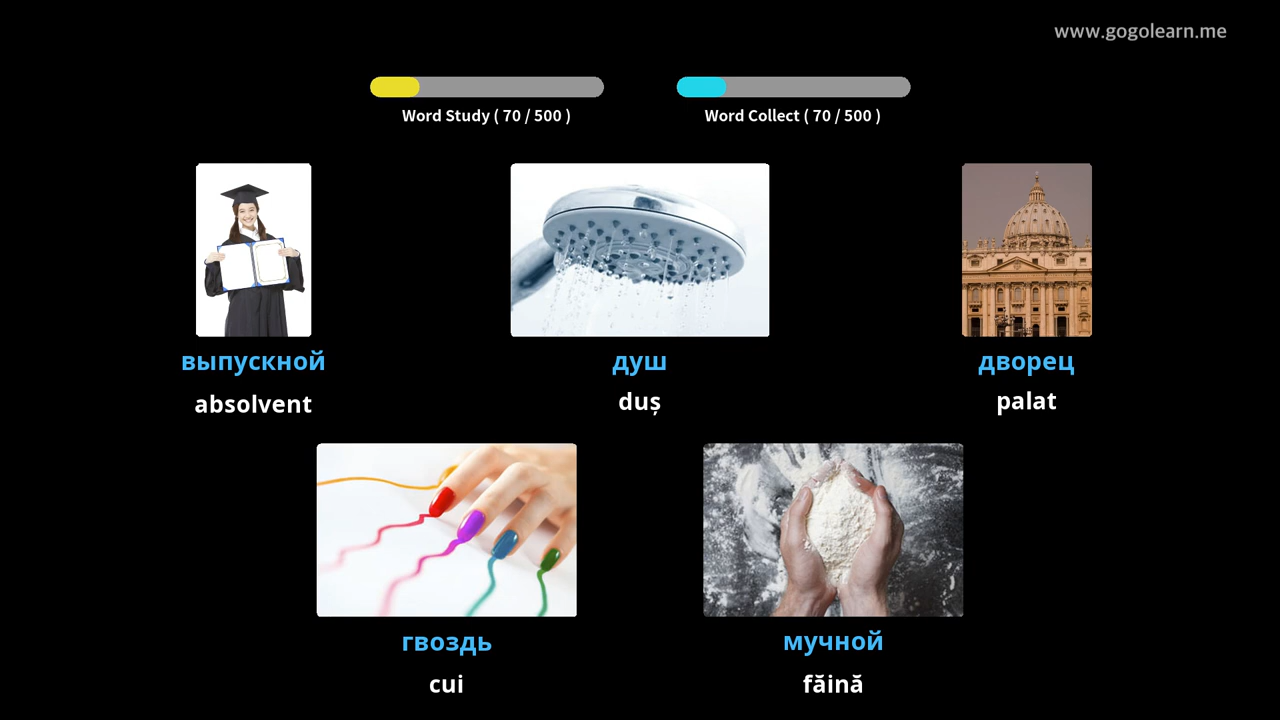 www.gogolearn.me
Word Study ( 70 / 500 )
Word Collect ( 70 / 500 )
выпускной
absolvent
душ
duș
дворец
palat
гвоздь
cui
мучной
făină